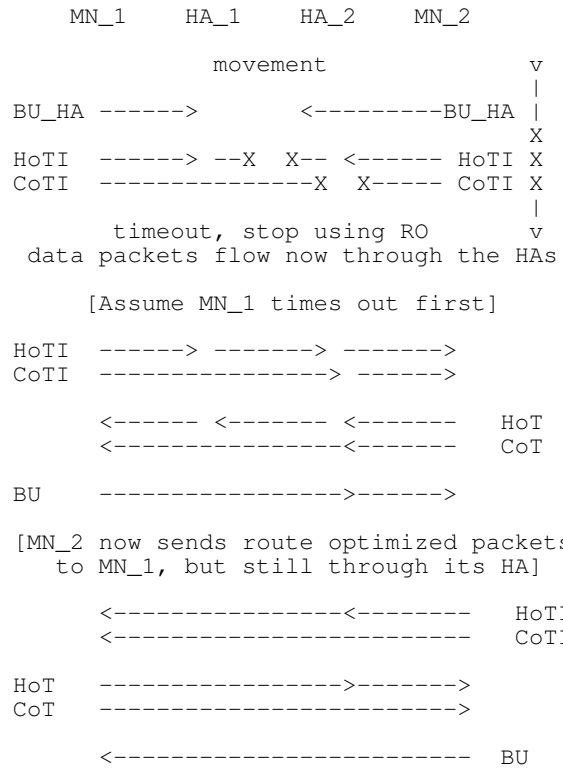 MN_1 HA_1 HA_2 MN_2
movement v
|
BU_HA ------> <---------BU_HA |
X
HoTI ------> --X X-- <------ HoTI X
CoTI ---------------X X----- CoTI X
|
timeout, stop using RO v
data packets flow now through the HAs
[Assume MN_1 times out first]
HoTI ------> -------> ------->
CoTI ----------------> ------>
<------ <------- <------- HoT
<----------------<------- CoT
BU ----------------->------>
[MN_2 now sends route optimized packets
to MN_1, but still through its HA]
<----------------<-------- HoTI
<------------------------- CoTI
HoT ----------------->------->
CoT ------------------------->
<------------------------- BU